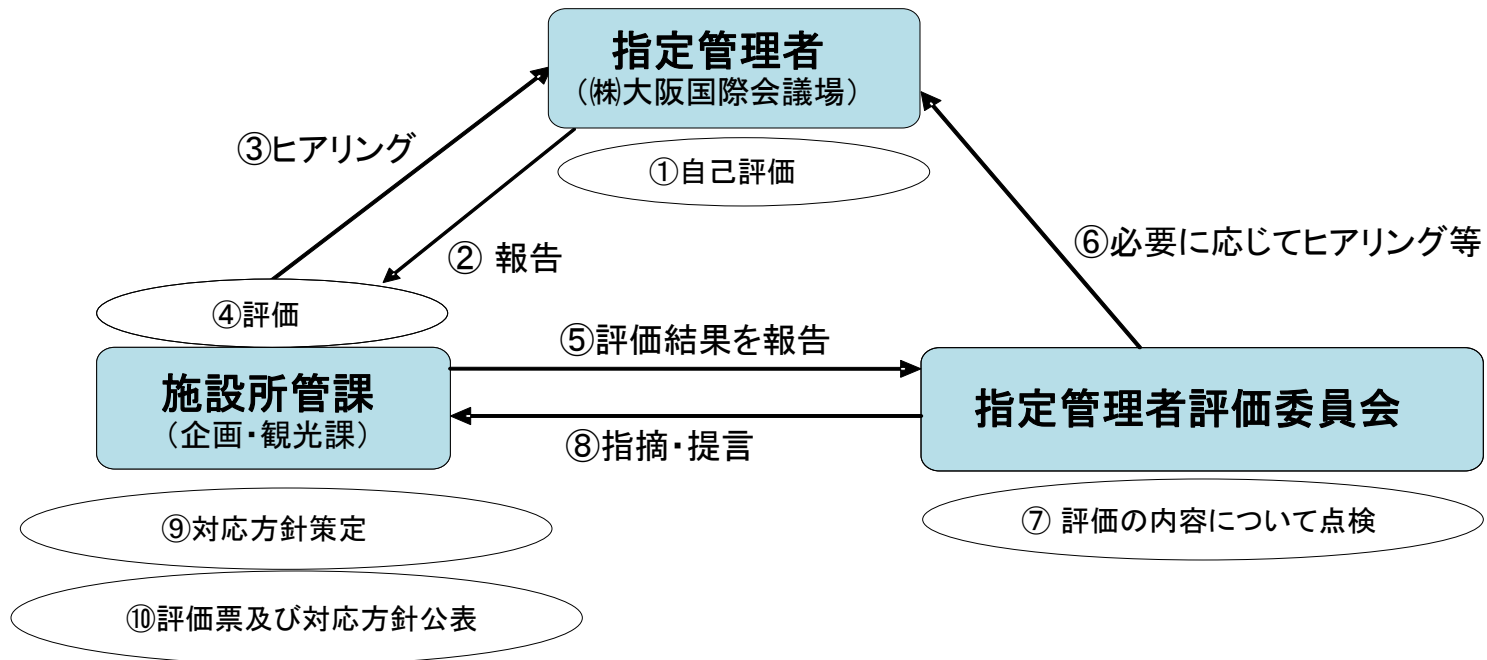 指定管理者
（㈱大阪国際会議場）
①自己評価
③ヒアリング
② 報告
⑥必要に応じてヒアリング等
④評価
⑤評価結果を報告
施設所管課
（企画・観光課）
指定管理者評価委員会
⑧指摘・提言
⑨対応方針策定
⑦ 評価の内容について点検
⑩評価票及び対応方針公表